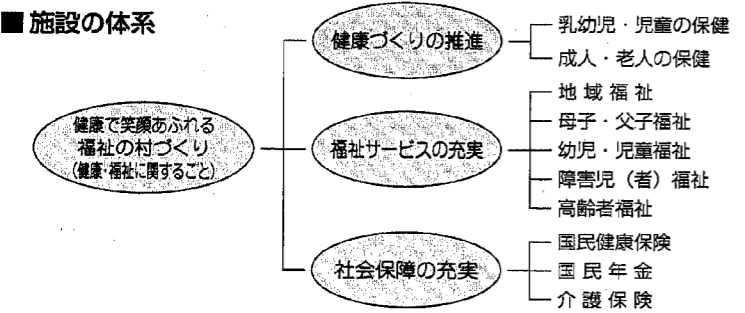 ■ 施設の体系
健康で笑顔あふれる
福祉の村づくり
(健康・福祉に関すること)
健康づくりの推進
乳幼児・児童の保健
成人・老人の保健
福祉サービスの充実
地域福祉
母子・父子福祉
幼児・児童福祉
障害児（者）福祉
高齢者福祉
社会保障の充実
国民健康保険
国民年金
介護保険